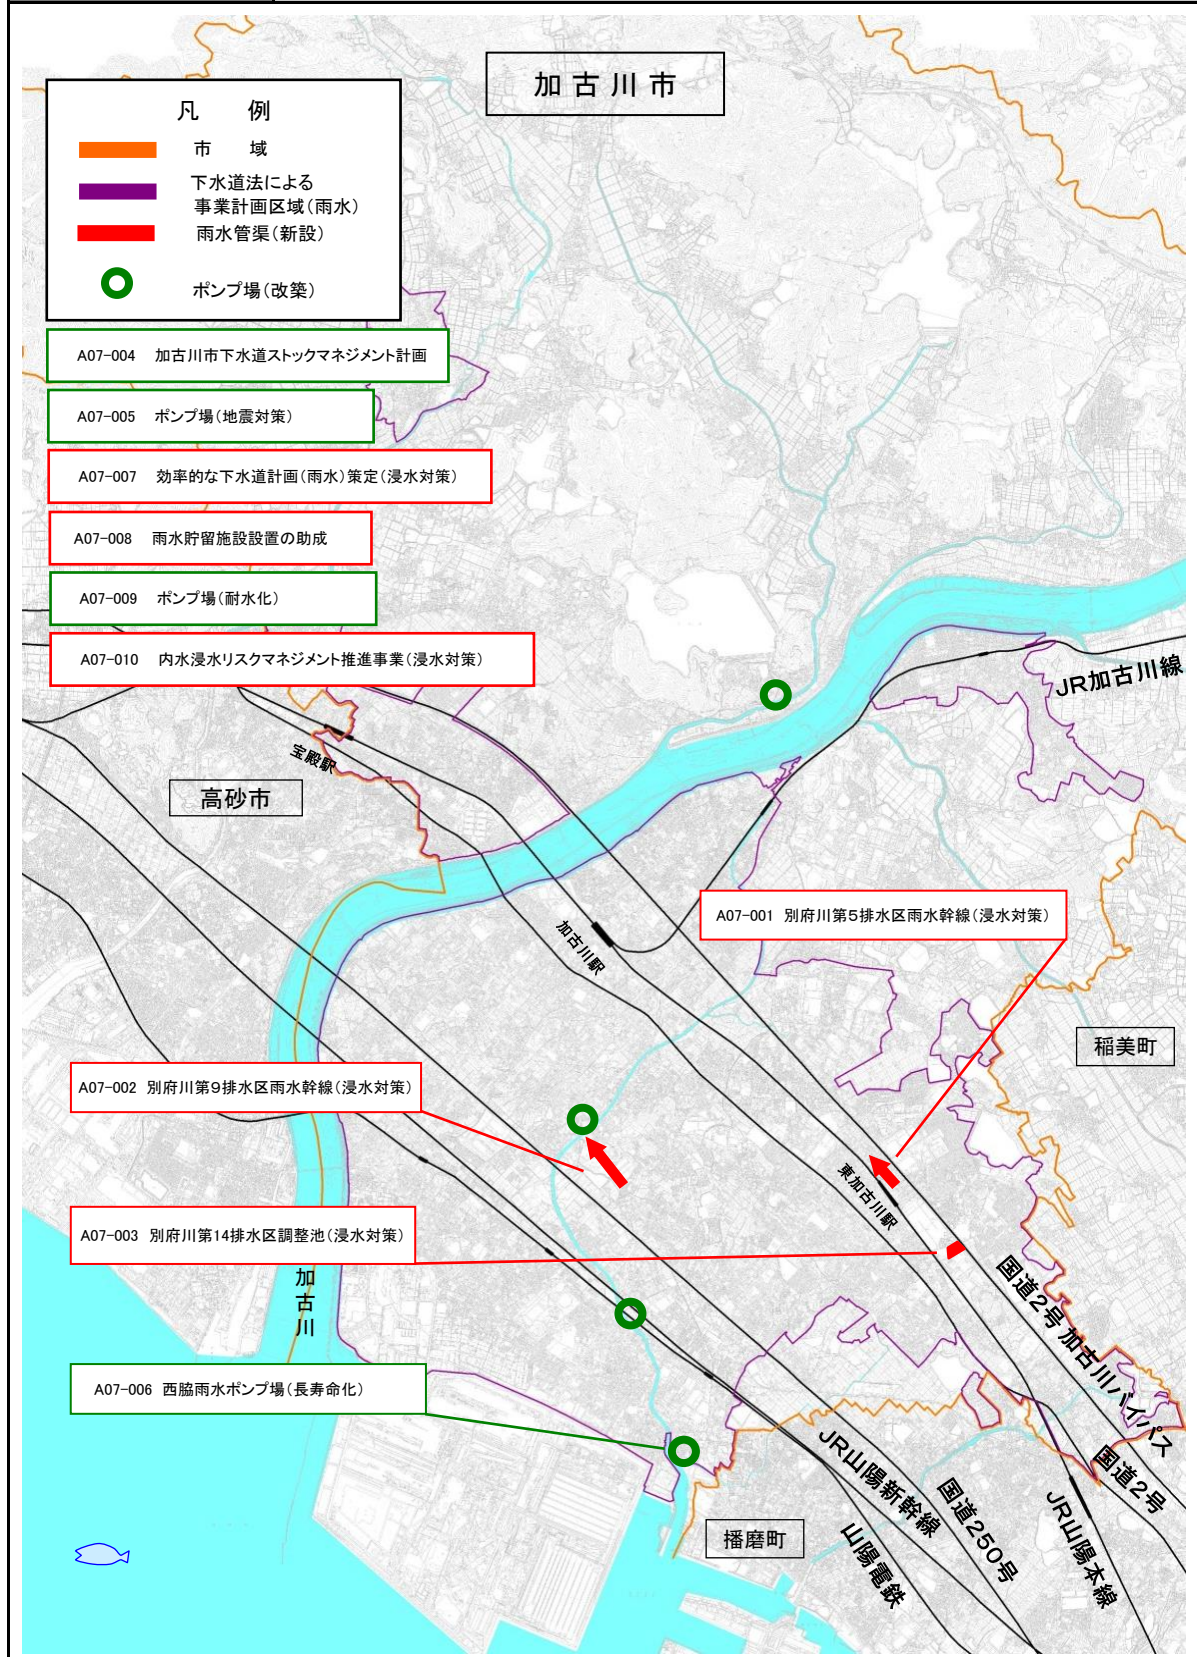 加古川市
凡　例
市　域
下水道法による
事業計画区域(雨水)
雨水管渠(新設)
ポンプ場(改築)
A07-004　加古川市下水道ストックマネジメント計画
A07-005　ポンプ場(地震対策)
A07-007　効率的な下水道計画(雨水)策定(浸水対策)
A07-008　雨水貯留施設設置の助成
A07-009　ポンプ場(耐水化)
A07-010　内水浸水リスクマネジメント推進事業(浸水対策)
JR加古川線
宝殿駅
高砂市
A07-001 別府川第5排水区雨水幹線(浸水対策)
加古川駅
稲美町
A07-002 別府川第9排水区雨水幹線(浸水対策)
東加古川駅
A07-003 別府川第14排水区調整池(浸水対策)
加古川
国道2号 加古川バイパス
A07-006 西脇雨水ポンプ場(長寿命化)
国道2号
JR山陽新幹線
国道250号
JR山陽本線
山陽電鉄
播磨町